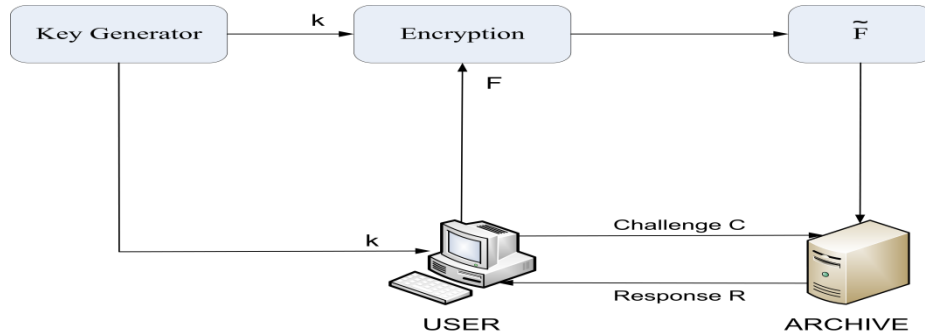 Key Generator
k
Encryption
F̃
F
k
Challenge C
Response R
USER
ARCHIVE